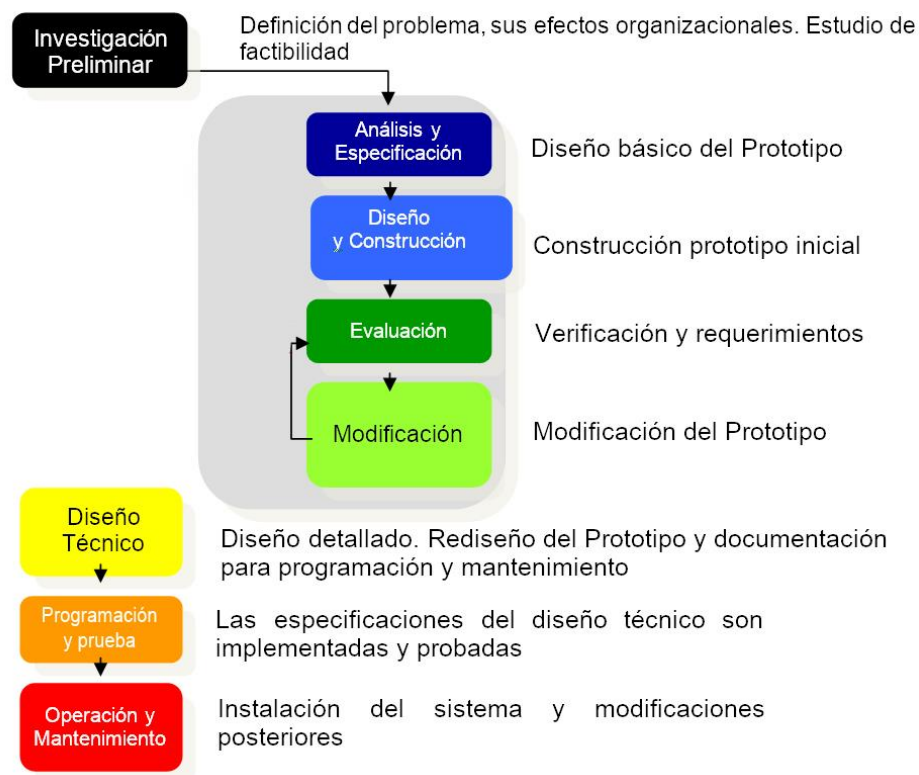 Investigación
Preliminar
Definición del problema, sus efectos organizacionales. Estudio de
factibilidad
Análisis y
Especificación
Diseño básico del Prototipo
Diseño
y Construcción
Construcción prototipo inicial
Evaluación
Verificación y requerimientos
Modificación
Modificación del Prototipo
Diseño
Técnico
Diseño detallado. Rediseño del Prototipo y documentación
para programación y mantenimiento
Programación
y prueba
Las especificaciones del diseño técnico son
implementadas y probadas
Operación y
Mantenimiento
Instalación del sistema y modificaciones
posteriores